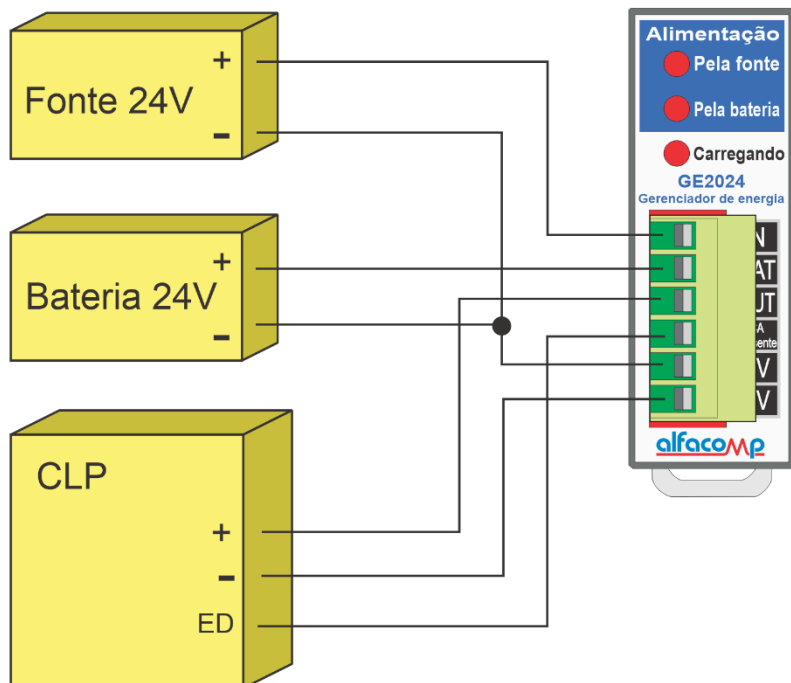 Fonte 24V
+
-
Bateria 24V
+
-
CLP
+
-
ED
Alimentação
Pela fonte
Pela bateria
Carregando
GE2024
Gerenciador de energia
alfacomp